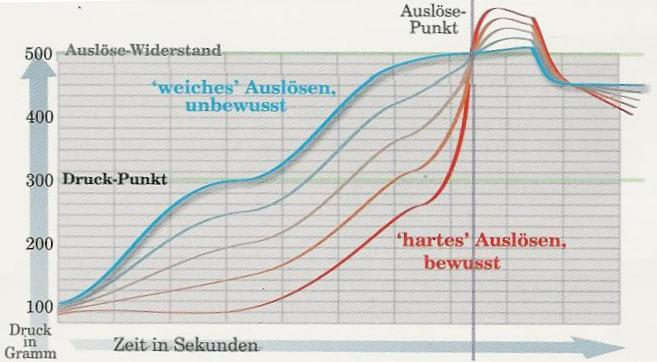 Auslöse-
Punkt
500
Auslöse-Widerstand
‘weiches’ Auslösen,
unbewusst
400
300
Druck-Punkt
200
‘hartes’ Auslösen,
bewusst
100
Druck
in
Gramm
Zeit in Sekunden